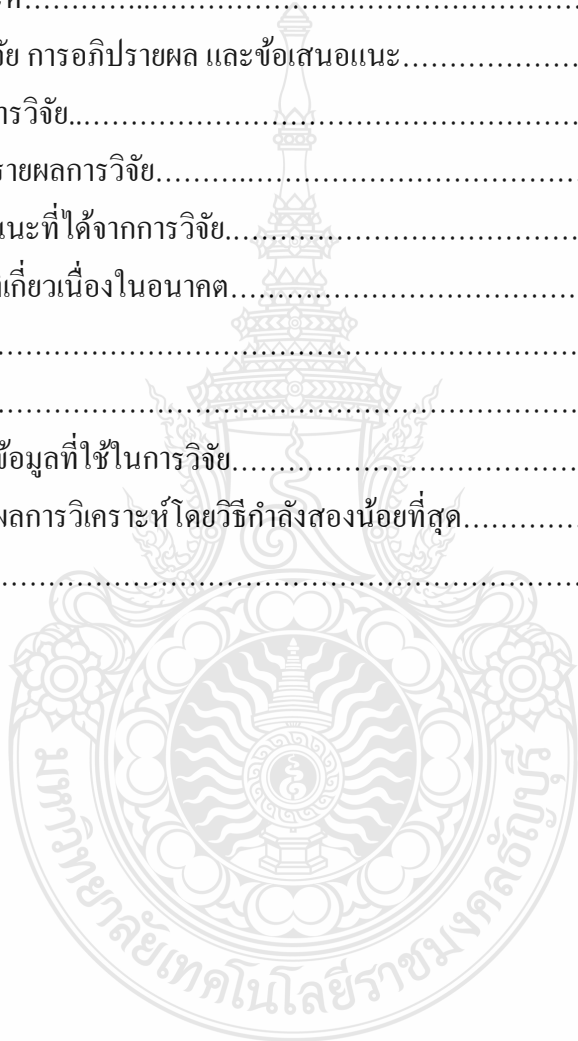 จัย การอภิปรายผล และข้อเสนอแนะ........................
ารวิจัย..............................................
รายผลการวิจัย..........................................
นะที่ได้จากการวิจัย......................................
กี่ยวเนื่องในอนาคต......................................
......................................................
......................................................
ข้อมูลที่ใช้ในการวิจัย....................................
ผลการวิเคราะห์โดยวิธีกำลังสองน้อยที่สุด..................
......................................................
มหาวิทยาลัยเทคโนโลยีราชมงคลธัญบุรี